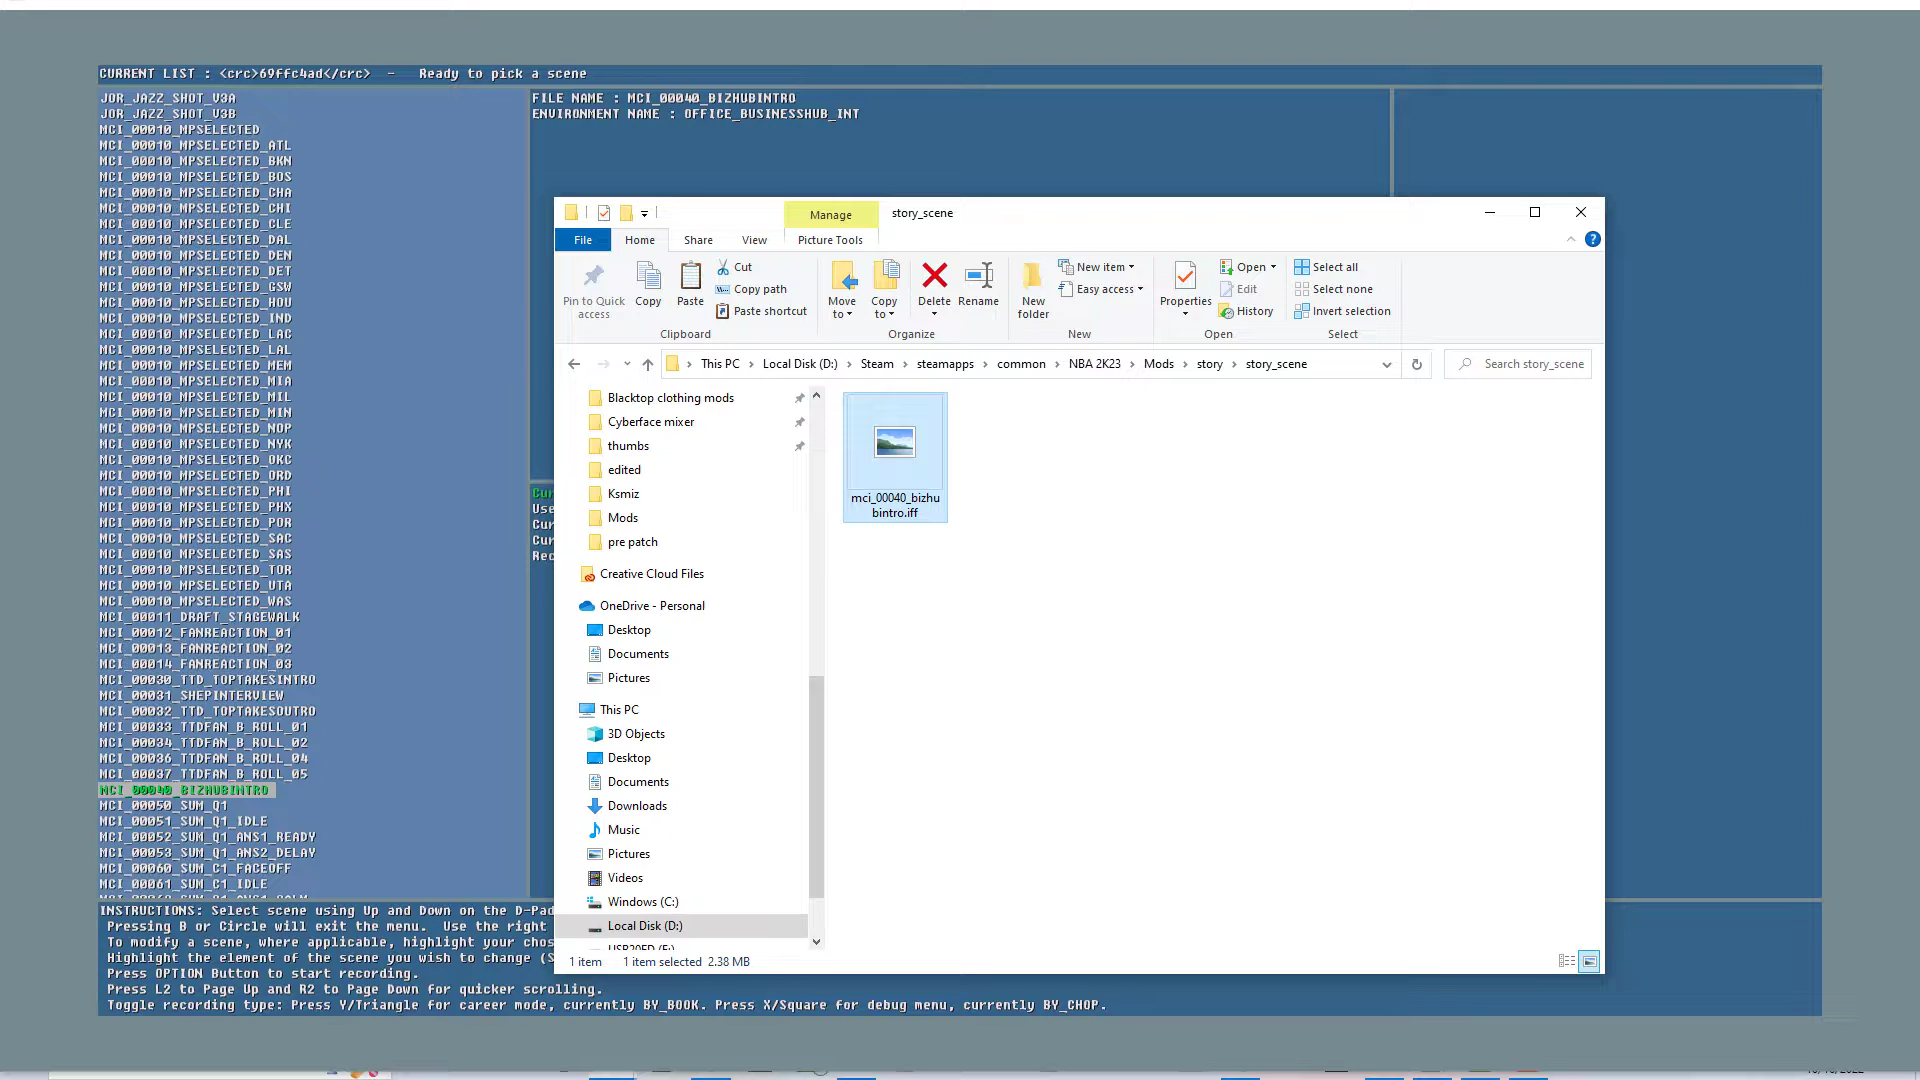 CURRENT LIST : <crc>69ffc4ad</crc>  -  Ready to pick a scene
JOR_JAZZ_SHOT_V3A
JOR_JAZZ_SHOT_V3B
MCI_00010_MPSELECTED
MCI_00010_MPSELECTED_ATL
MCI_00010_MPSELECTED_BKN
MCI_00010_MPSELECTED_BOS
MCI_00010_MPSELECTED_CHA
MCI_00010_MPSELECTED_CHI
MCI_00010_MPSELECTED_CLE
MCI_00010_MPSELECTED_DAL
MCI_00010_MPSELECTED_DEN
MCI_00010_MPSELECTED_DET
MCI_00010_MPSELECTED_GSW
MCI_00010_MPSELECTED_HOU
MCI_00010_MPSELECTED_IND
MCI_00010_MPSELECTED_LAC
MCI_00010_MPSELECTED_LAL
MCI_00010_MPSELECTED_MEM
MCI_00010_MPSELECTED_MIA
MCI_00010_MPSELECTED_MIL
MCI_00010_MPSELECTED_MIN
MCI_00010_MPSELECTED_NOP
MCI_00010_MPSELECTED_NYK
MCI_00010_MPSELECTED_OKC
MCI_00010_MPSELECTED_ORD
MCI_00010_MPSELECTED_PHI
MCI_00010_MPSELECTED_PHX
MCI_00010_MPSELECTED_POR
MCI_00010_MPSELECTED_SAC
MCI_00010_MPSELECTED_SAS
MCI_00010_MPSELECTED_TOR
MCI_00010_MPSELECTED_UTA
MCI_00010_MPSELECTED_WAS
MCI_00011_DRAFT_STAGEWALK
MCI_00012_FANREACTION_01
MCI_00013_FANREACTION_02
MCI_00014_FANREACTION_03
MCI_00030_TTD_TOPTAKESINTRO
MCI_00031_SHEPINTERVIEW
MCI_00032_TTD_TOPTAKESOUTRO
MCI_00033_TTDFAN_B_ROLL_01
MCI_00034_TTDFAN_B_ROLL_02
MCI_00036_TTDFAN_B_ROLL_04
MCI_00037_TTDFAN_B_ROLL_05
MCI_00040_BIZHUBINTRO
MCI_00050_SUM_Q1
MCI_00051_SUM_Q1_IDLE
MCI_00052_SUM_Q1_ANS1_READY
MCI_00053_SUM_Q1_ANS2_DELAY
MCI_00060_SUM_C1_FACEOFF
MCI_00061_SUM_C1_IDLE
FILE NAME : MCI_00040_BIZHUBINTRO
ENVIRONMENT NAME : OFFICE_BUSINESSHUB_INT
Cur
Use
Cur
Cur
Rec
Manage
story_scene
File
Home
Share
View
Picture Tools
Pin to Quick
access
Copy
Paste
Cut
Copy path
Paste shortcut
Clipboard
Move
to
Copy
to
Delete
Rename
Organize
New
folder
New item
Easy access
New
Properties
Open
Edit
History
Open
Select all
Select none
Invert selection
Select
This PC
Local Disk (D:)
Steam
steamapps
common
NBA 2K23
Mods
story
story_scene
Search story_scene
Blacktop clothing mods
Cyberface mixer
thumbs
edited
Ksmiz
Mods
pre patch
Creative Cloud Files
OneDrive - Personal
Desktop
Documents
Pictures
This PC
3D Objects
Desktop
Documents
Downloads
Music
Pictures
Videos
Windows (C:)
Local Disk (D:)
mci_00040_bizhu
bintro.iff
1 item
1 item selected  2.38 MB
INSTRUCTIONS: Select scene using Up and Down on the D-Pad
Pressing B or Circle will exit the menu.  Use the right
To modify a scene, where applicable, highlight your chos
Highlight the element of the scene you wish to change (S
Press OPTION Button to start recording.
Press L2 to Page Up and R2 to Page Down for quicker scrolling.
Toggle recording type: Press Y/Triangle for career mode, currently BY_BOOK. Press X/Square for debug menu, currently BY_CHOP.